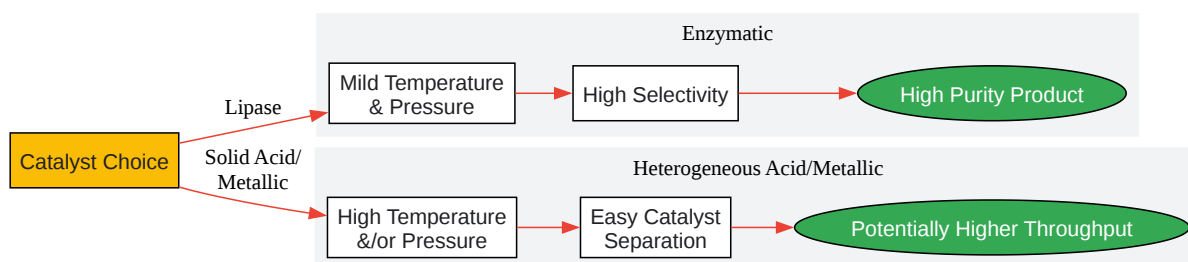 Enzymatic
Mild Temperature
& Pressure
High Selectivity
High Purity Product
Lipase
Catalyst Choice
Solid Acid/
Metallic
Heterogeneous Acid/Metallic
High Temperature
&/or Pressure
Easy Catalyst
Separation
Potentially Higher Throughput